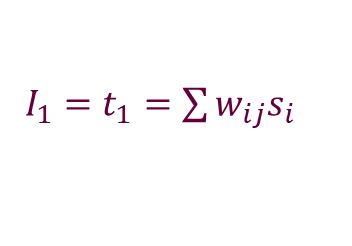 I₁ = t₁ = ∑ wᵢⱼsᵢ